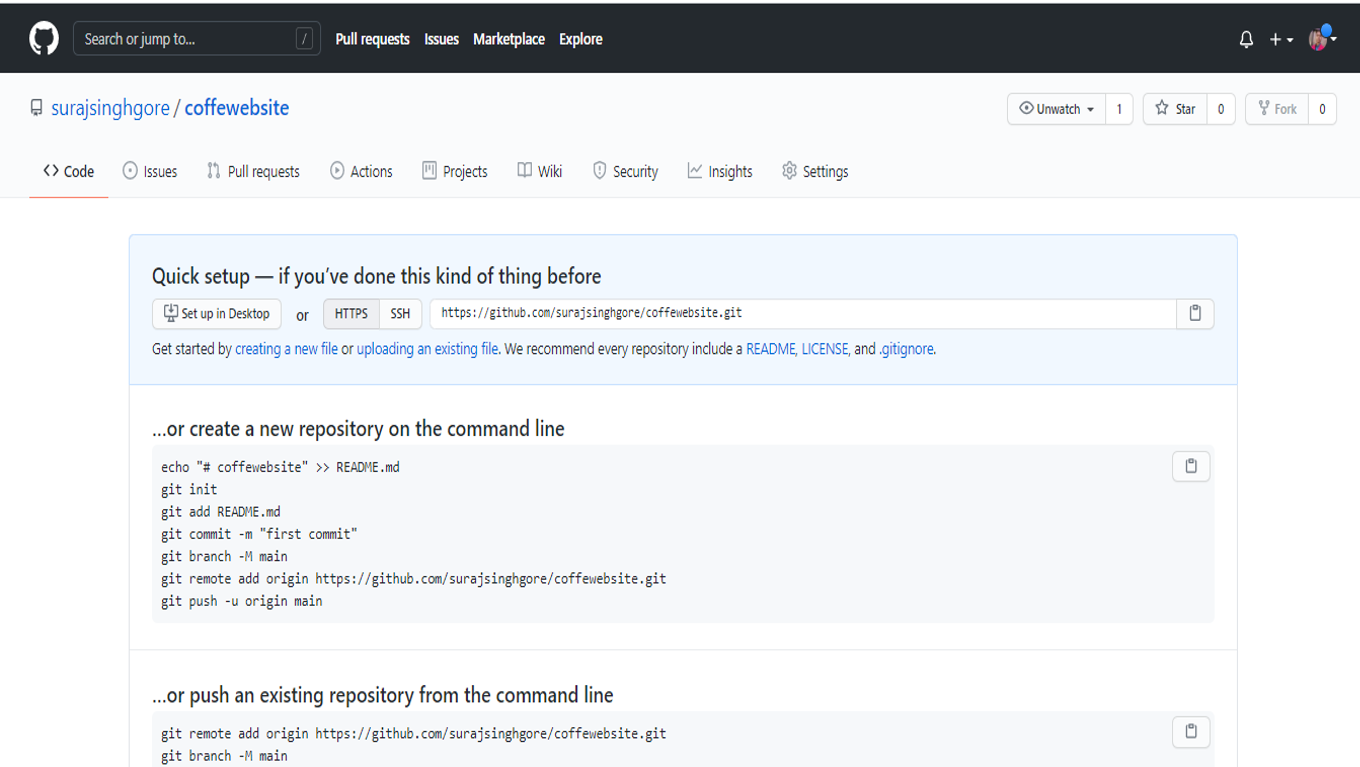 Search or jump to... / Pull requests Issues Marketplace Explore
surajsinghgore / coffewebsite Unwatch 1 Star 0 Fork 0
Code Issues Pull requests Actions Projects Wiki Security Insights Settings
Quick setup — if you’ve done this kind of thing before
Set up in Desktop or HTTPS SSH https://github.com/surajsinghgore/coffewebsite.git
Get started by creating a new file or uploading an existing file. We recommend every repository include a README, LICENSE, and .gitignore.
…or create a new repository on the command line
echo "# coffewebsite" >> README.md
git init
git add README.md
git commit -m "first commit"
git branch -M main
git remote add origin https://github.com/surajsinghgore/coffewebsite.git
git push -u origin main
…or push an existing repository from the command line
git remote add origin https://github.com/surajsinghgore/coffewebsite.git
git branch -M main